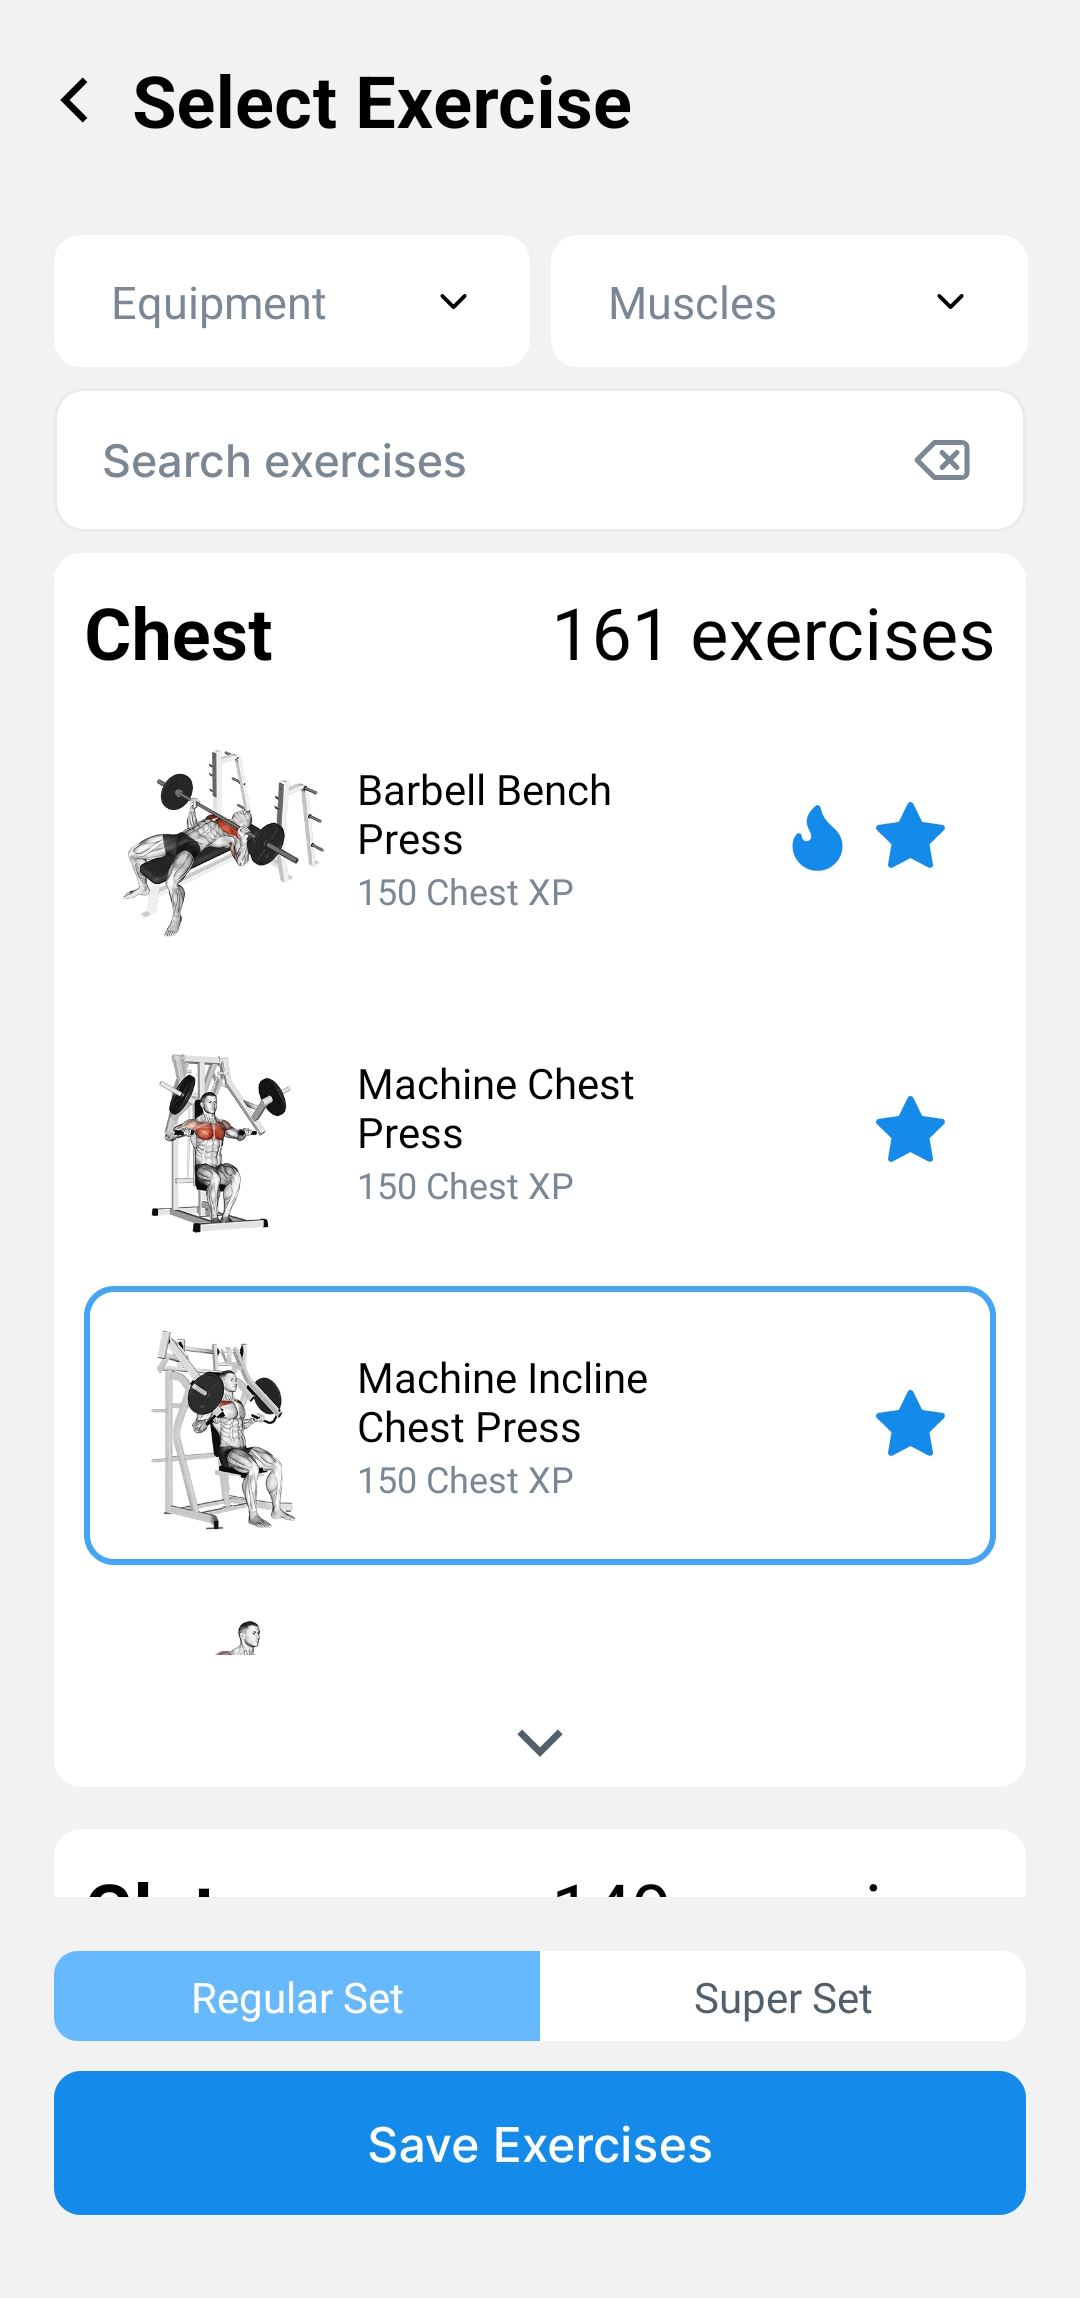 Select Exercise
Equipment
Muscles
Search exercises
Chest
161 exercises
Barbell Bench
Press
150 Chest XP
Machine Chest
Press
150 Chest XP
Machine Incline
Chest Press
150 Chest XP
Regular Set
Super Set
Save Exercises